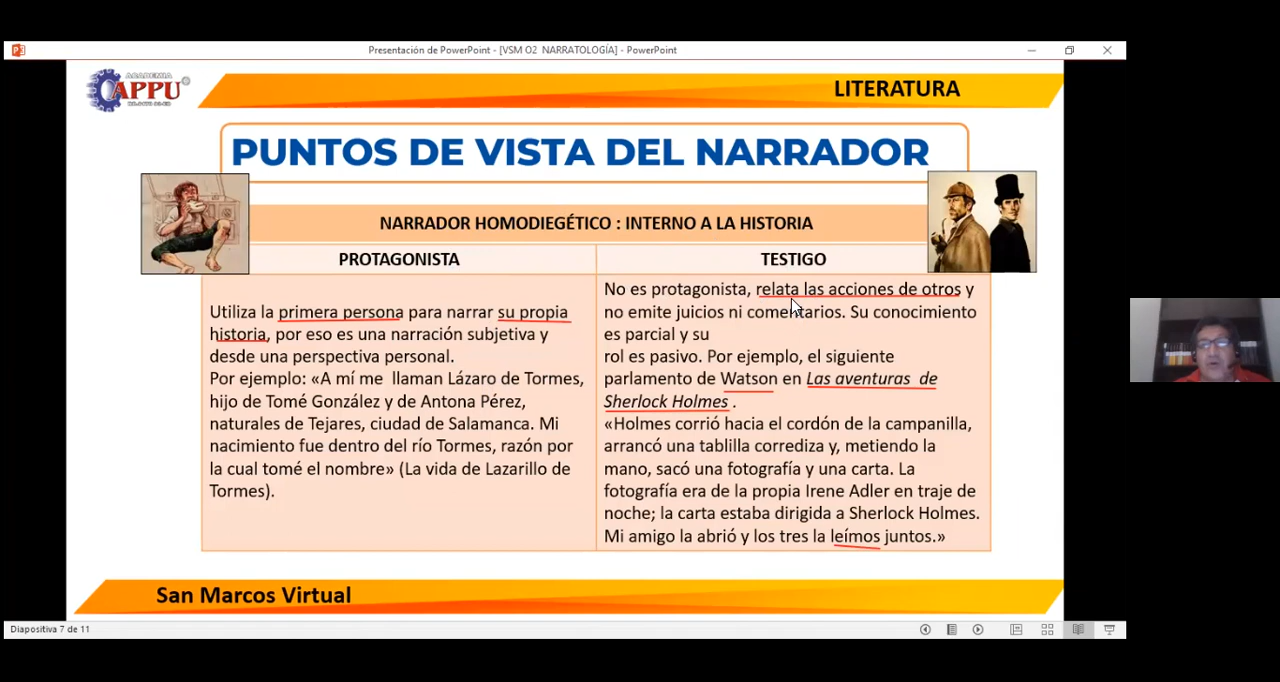 Presentación de PowerPoint - [VSM O2 NARRATOLOGÍA] - PowerPoint
ACADEMIA
APPU
LITERATURA
PUNTOS DE VISTA DEL NARRADOR
NARRADOR HOMODIEGÉTICO : INTERNO A LA HISTORIA
PROTAGONISTA
Utiliza la primera persona para narrar su propia
historia, por eso es una narración subjetiva y
desde una perspectiva personal.
Por ejemplo: «A mí me llaman Lázaro de Tormes,
hijo de Tomé González y de Antona Pérez,
naturales de Tejares, ciudad de Salamanca. Mi
nacimiento fue dentro del río Tormes, razón por
la cual tomé el nombre» (La vida de Lazarillo de
Tormes).
TESTIGO
No es protagonista, relata las acciones de otros y
no emite juicios ni comentarios. Su conocimiento
es parcial y su
rol es pasivo. Por ejemplo, el siguiente
parlamento de Watson en Las aventuras de
Sherlock Holmes .
«Holmes corrió hacia el cordón de la campanilla,
arrancó una tablilla corrediza y, metiendo la
mano, sacó una fotografía y una carta. La
fotografía era de la propia Irene Adler en traje de
noche; la carta estaba dirigida a Sherlock Holmes.
Mi amigo la abrió y los tres la leímos juntos.»
San Marcos Virtual
Diapositiva 7 de 11